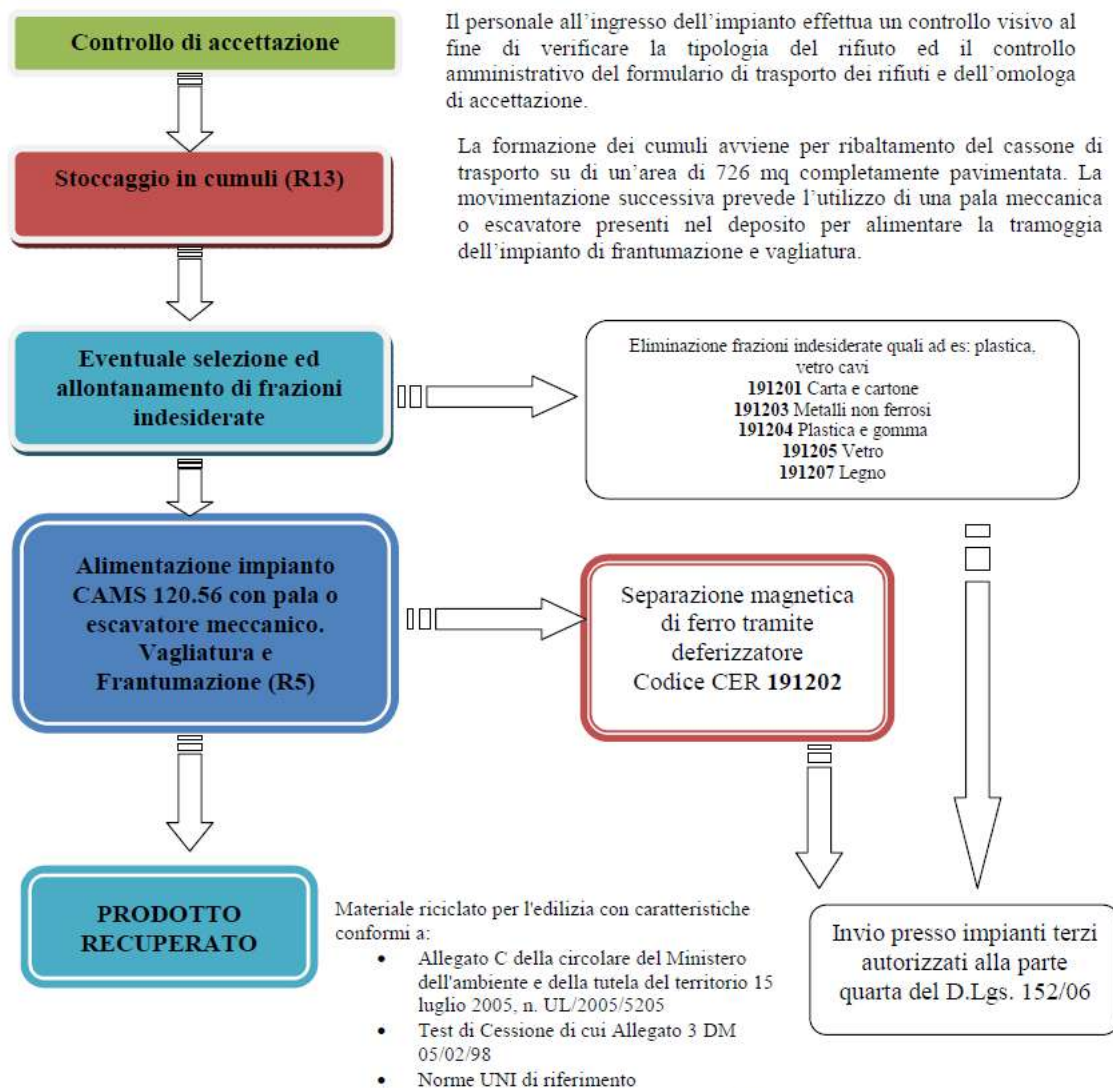 Controllo di accettazione
Il personale all'ingresso dell'impianto effettua un controllo visivo al
fine di verificare la tipologia del rifiuto ed il controllo
amministrativo del formulario di trasporto dei rifiuti e dell'omologa
di accettazione.
Stoccaggio in cumuli (R13)
La formazione dei cumuli avviene per ribaltamento del cassone di
trasporto su di un'area di 726 mq completamente pavimentata. La
movimentazione successiva prevede l'utilizzo di una pala meccanica
o escavatore presenti nel deposito per alimentare la tramoggia
dell'impianto di frantumazione e vagliatura.
Eventuale selezione ed
allontanamento di frazioni
indesiderate
Eliminazione frazioni indesiderate quali ad es: plastica,
vetro cavi
191201 Carta e cartone
191203 Metalli non ferrosi
191204 Plastica e gomma
191205 Vetro
191207 Legno
Alimentazione impianto
CAMS 120.56 con pala o
escavatore meccanico.
Vagliatura e
Frantumazione (R5)
Separazione magnetica
di ferro tramite
deferizzatore
Codice CER 191202
PRODOTTO
RECUPERATO
Materiale riciclato per l'edilizia con caratteristiche
conformi a:
• Allegato C della circolare del Ministero
dell'ambiente e della tutela del territorio 15
luglio 2005, n. UL/2005/5205
• Test di Cessione di cui Allegato 3 DM
05/02/98
• Norme UNI di riferimento
Invio presso impianti terzi
autorizzati alla parte
quarta del D.Lgs. 152/06